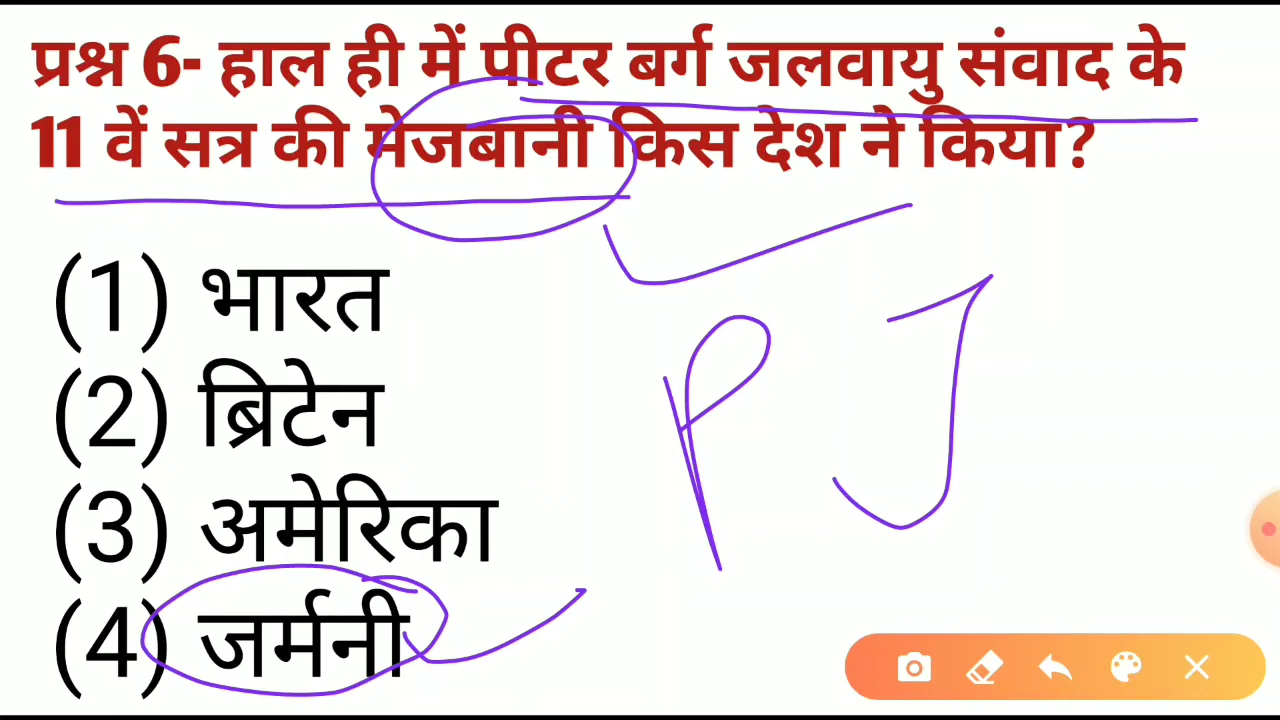 प्रश्न 6- हाल ही में पीटर बर्ग जलवायु संवाद के
11 वें सत्र की मेजबानी किस देश ने किया?
(1) भारत
(2) ब्रिटेन
(3) अमेरिका
(4) जर्मनी
P J